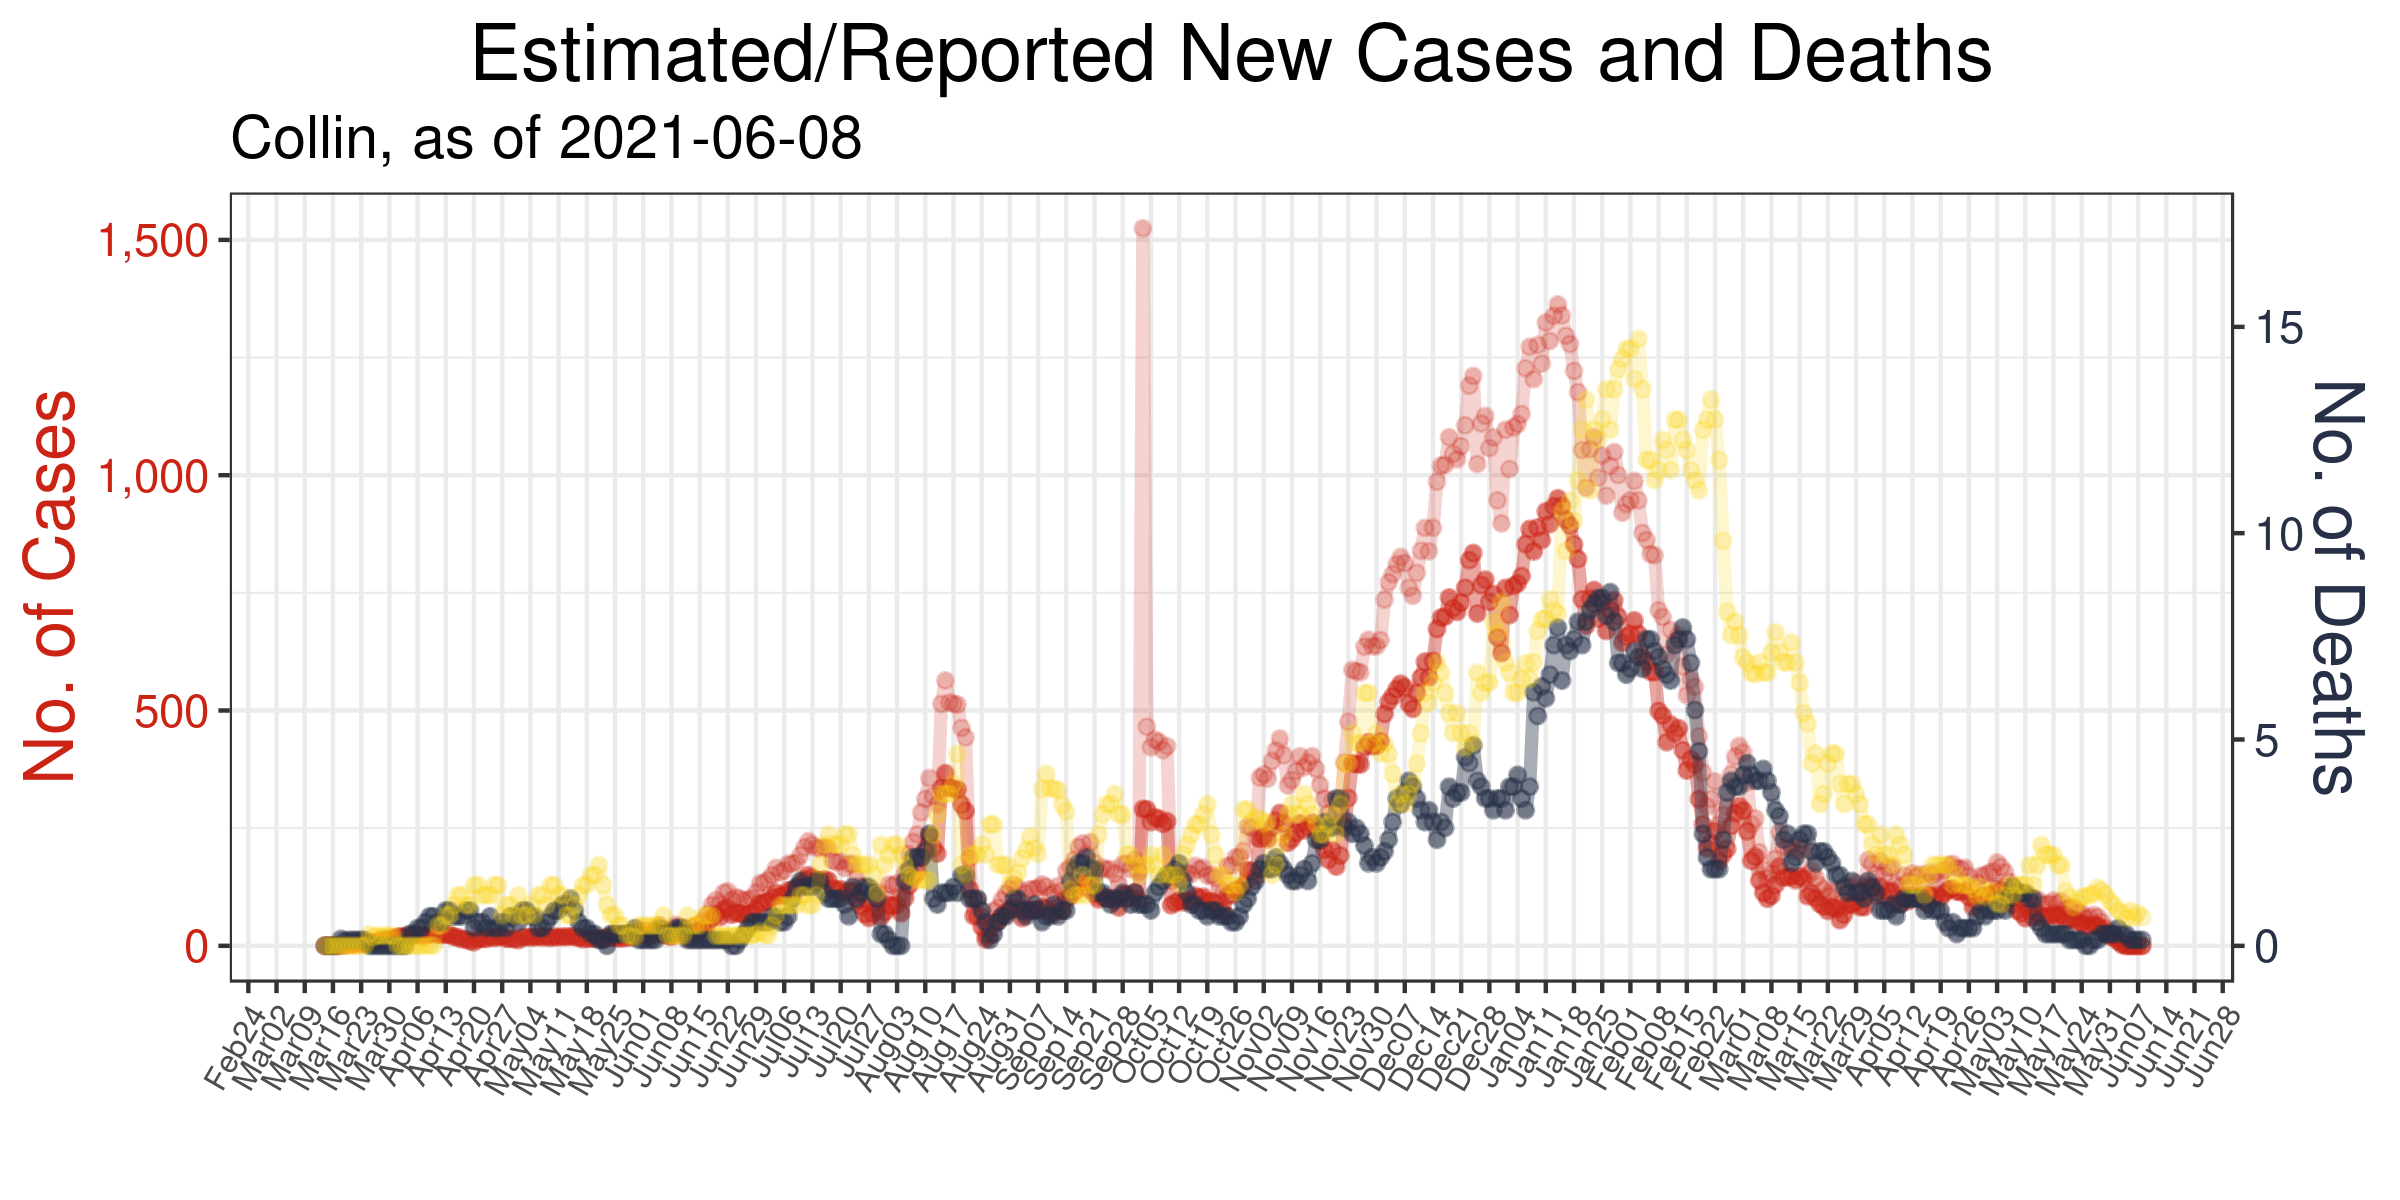 Estimated/Reported New Cases and Deaths
Collin, as of 2021-06-08
No. of Cases
1,500
1,000
500
0
No. of Deaths
15
10
5
0
Feb24
Mar02
Mar09
Mar16
Mar23
Mar30
Apr06
Apr13
Apr20
Apr27
May04
May11
May18
May25
Jun01
Jun08
Jun15
Jun22
Jun29
Jul06
Jul13
Jul20
Jul27
Aug03
Aug10
Aug17
Aug24
Aug31
Sep07
Sep14
Sep21
Sep28
Oct05
Oct12
Oct19
Oct26
Nov02
Nov09
Nov16
Nov23
Nov30
Dec07
Dec14
Dec21
Dec28
Jan04
Jan11
Jan18
Jan25
Feb01
Feb08
Feb15
Feb22
Mar01
Mar08
Mar15
Mar22
Mar29
Apr05
Apr12
Apr19
Apr26
May03
May10
May17
May24
May31
Jun07
Jun14
Jun21
Jun28